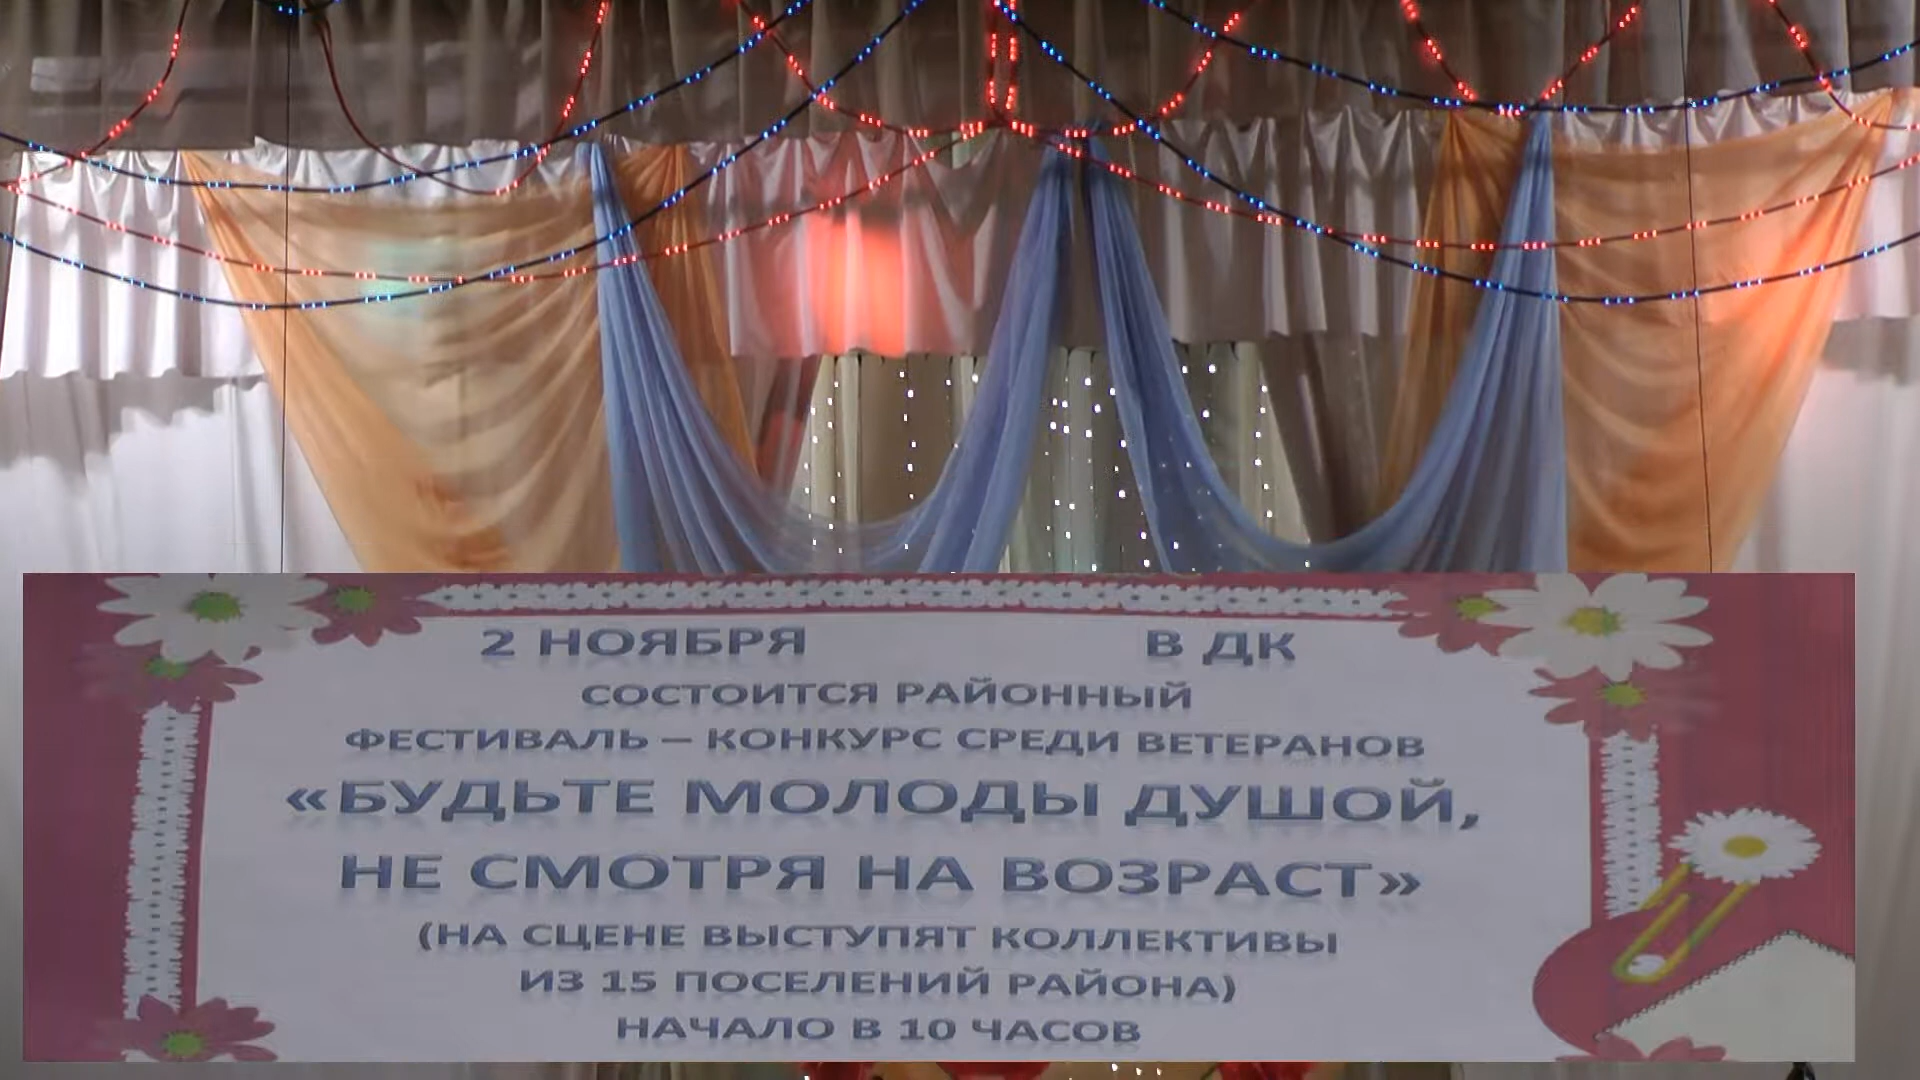 2 НОЯБРЯ В ДК
СОСТОИТСЯ РАЙОННЫЙ
ФЕСТИВАЛЬ – КОНКУРС СРЕДИ ВЕТЕРАНОВ
«БУДЬТЕ МОЛОДЫ ДУШОЙ,
НЕ СМОТРЯ НА ВОЗРАСТ»
(НА СЦЕНЕ ВЫСТУПЯТ КОЛЛЕКТИВЫ
ИЗ 15 ПОСЕЛЕНИЙ РАЙОНА)
НАЧАЛО В 10 ЧАСОВ